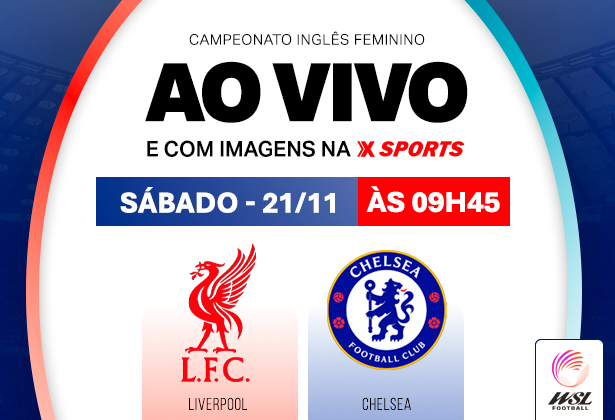 CAMPEONATO INGLÊS FEMININO
AO VIVO
E COM IMAGENS NA X SPORTS
SÁBADO - 21/11 ÀS 09H45
L.F.C.
CHELSEA
FOOTBALL CLUB
LIVERPOOL
CHELSEA
WSL
FOOTBALL